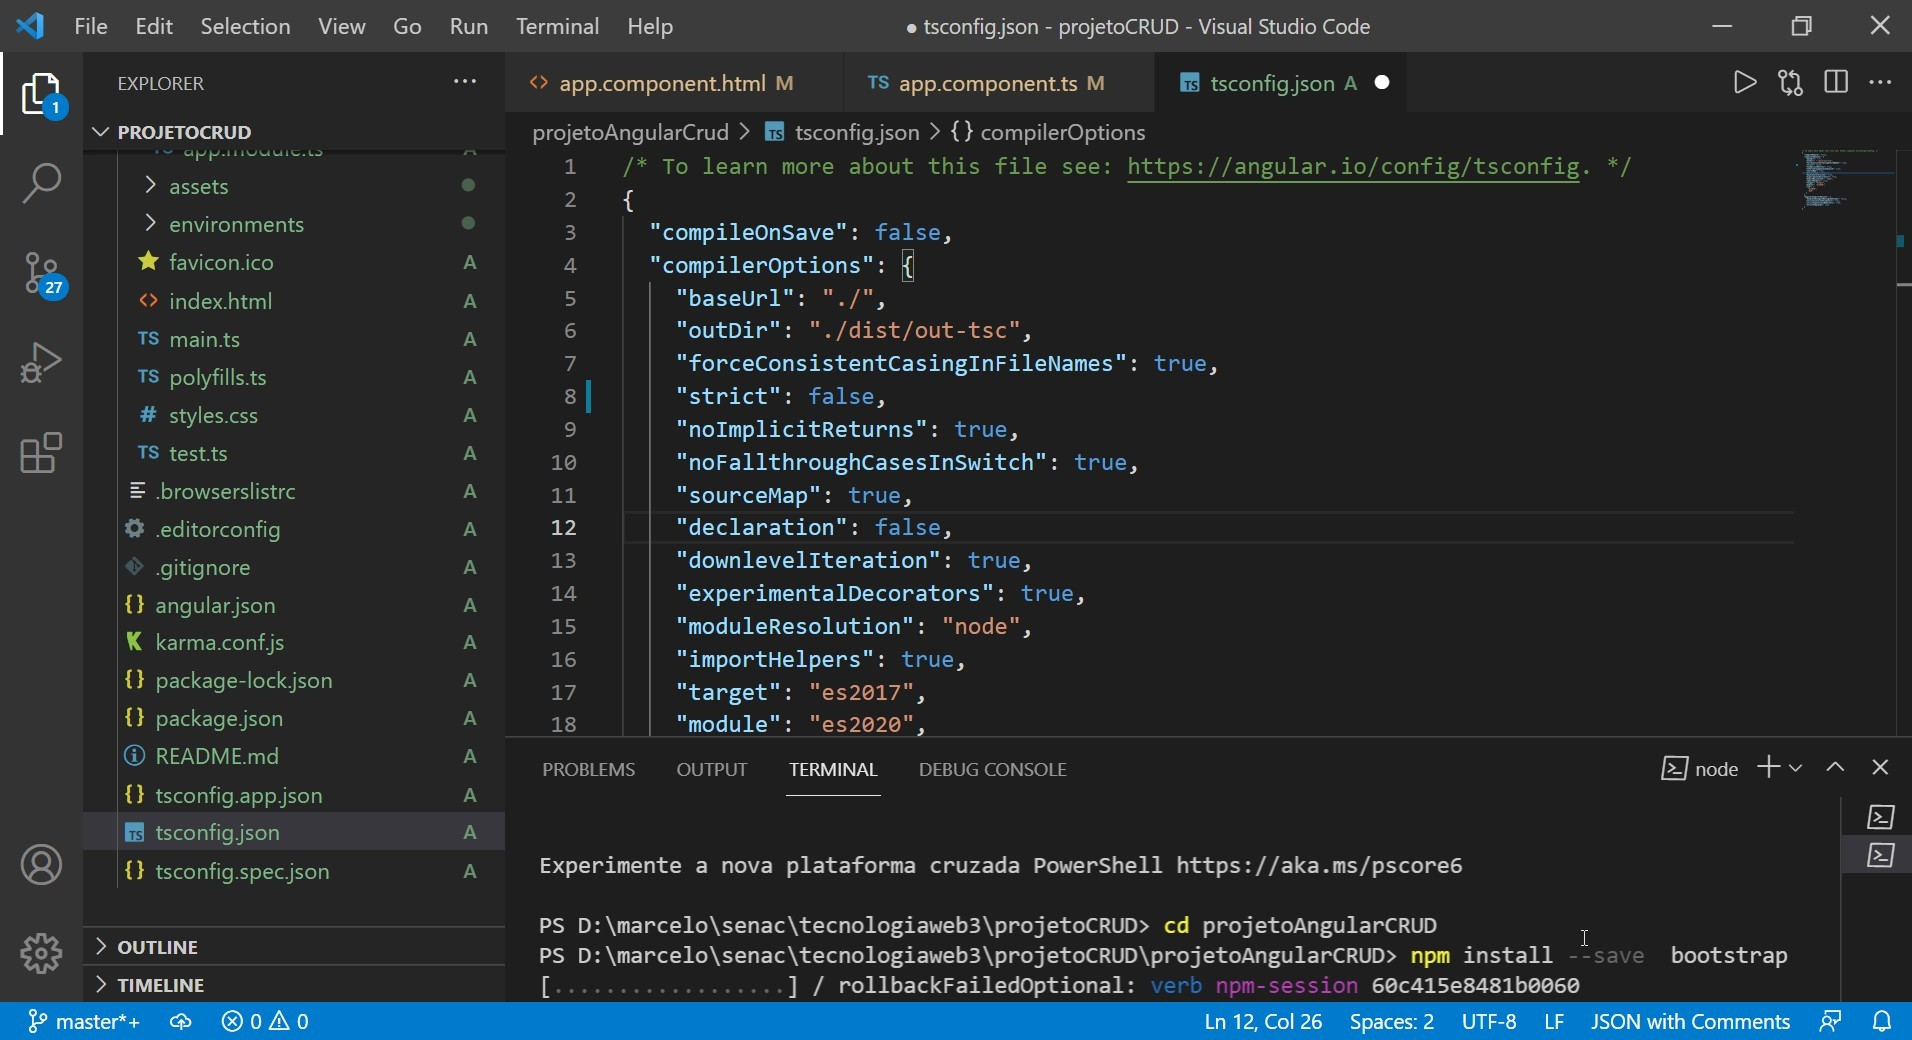 File Edit Selection View Go Run Terminal Help
● tsconfig.json - projetoCRUD - Visual Studio Code
EXPLORER
1
27
PROJETOCRUD
app.module.ts A
assets
environments
favicon.ico A
index.html A
TS main.ts A
TS polyfills.ts A
# styles.css A
TS test.ts A
.browserslistrc A
.editorconfig A
.gitignore A
{} angular.json A
karma.conf.js A
{} package-lock.json A
{} package.json A
README.md A
{} tsconfig.app.json A
TS tsconfig.json A
{} tsconfig.spec.json A
OUTLINE
TIMELINE
<> app.component.html M
TS app.component.ts M
TS tsconfig.json A ●
projetoAngularCrud > TS tsconfig.json > {} compilerOptions
1 /* To learn more about this file see: https://angular.io/config/tsconfig. */
2 {
3 "compileOnSave": false,
4 "compilerOptions": {
5 "baseUrl": "./",
6 "outDir": "./dist/out-tsc",
7 "forceConsistentCasingInFileNames": true,
8 "strict": false,
9 "noImplicitReturns": true,
10 "noFallthroughCasesInSwitch": true,
11 "sourceMap": true,
12 "declaration": false,
13 "downlevelIteration": true,
14 "experimentalDecorators": true,
15 "moduleResolution": "node",
16 "importHelpers": true,
17 "target": "es2017",
18 "module": "es2020",
PROBLEMS OUTPUT TERMINAL DEBUG CONSOLE
node
Experimente a nova plataforma cruzada PowerShell https://aka.ms/pscore6
PS D:\marcelo\senac\tecnologiaweb3\projetoCRUD> cd projetoAngularCRUD
PS D:\marcelo\senac\tecnologiaweb3\projetoCRUD\projetoAngularCRUD> npm install --save  bootstrap
[..................] / rollbackFailedOptional: verb npm-session 60c415e8481b0060
master*+ 0 0
Ln 12, Col 26 Spaces: 2 UTF-8 LF JSON with Comments